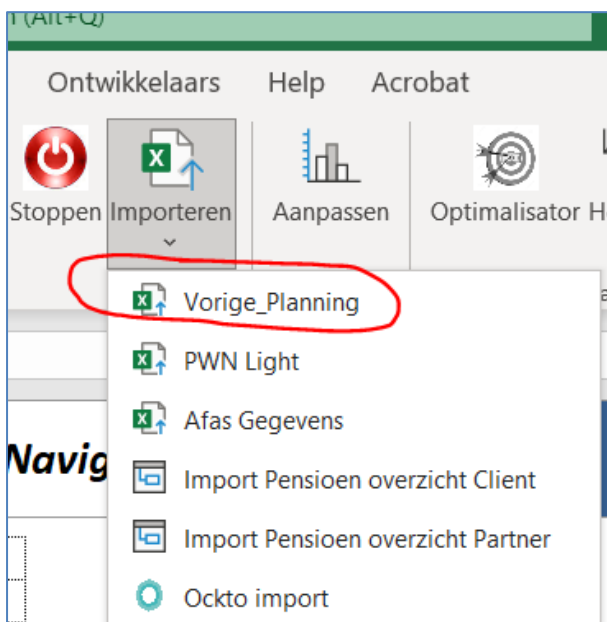 (Alt+Q)
Ontwikkelaars Help Acrobat
Stoppen Importeren Aanpassen Optimalisator
Vorige_Planning
PWN Light
Afas Gegevens
Navig
Import Pensioen overzicht Client
Import Pensioen overzicht Partner
Ockto import